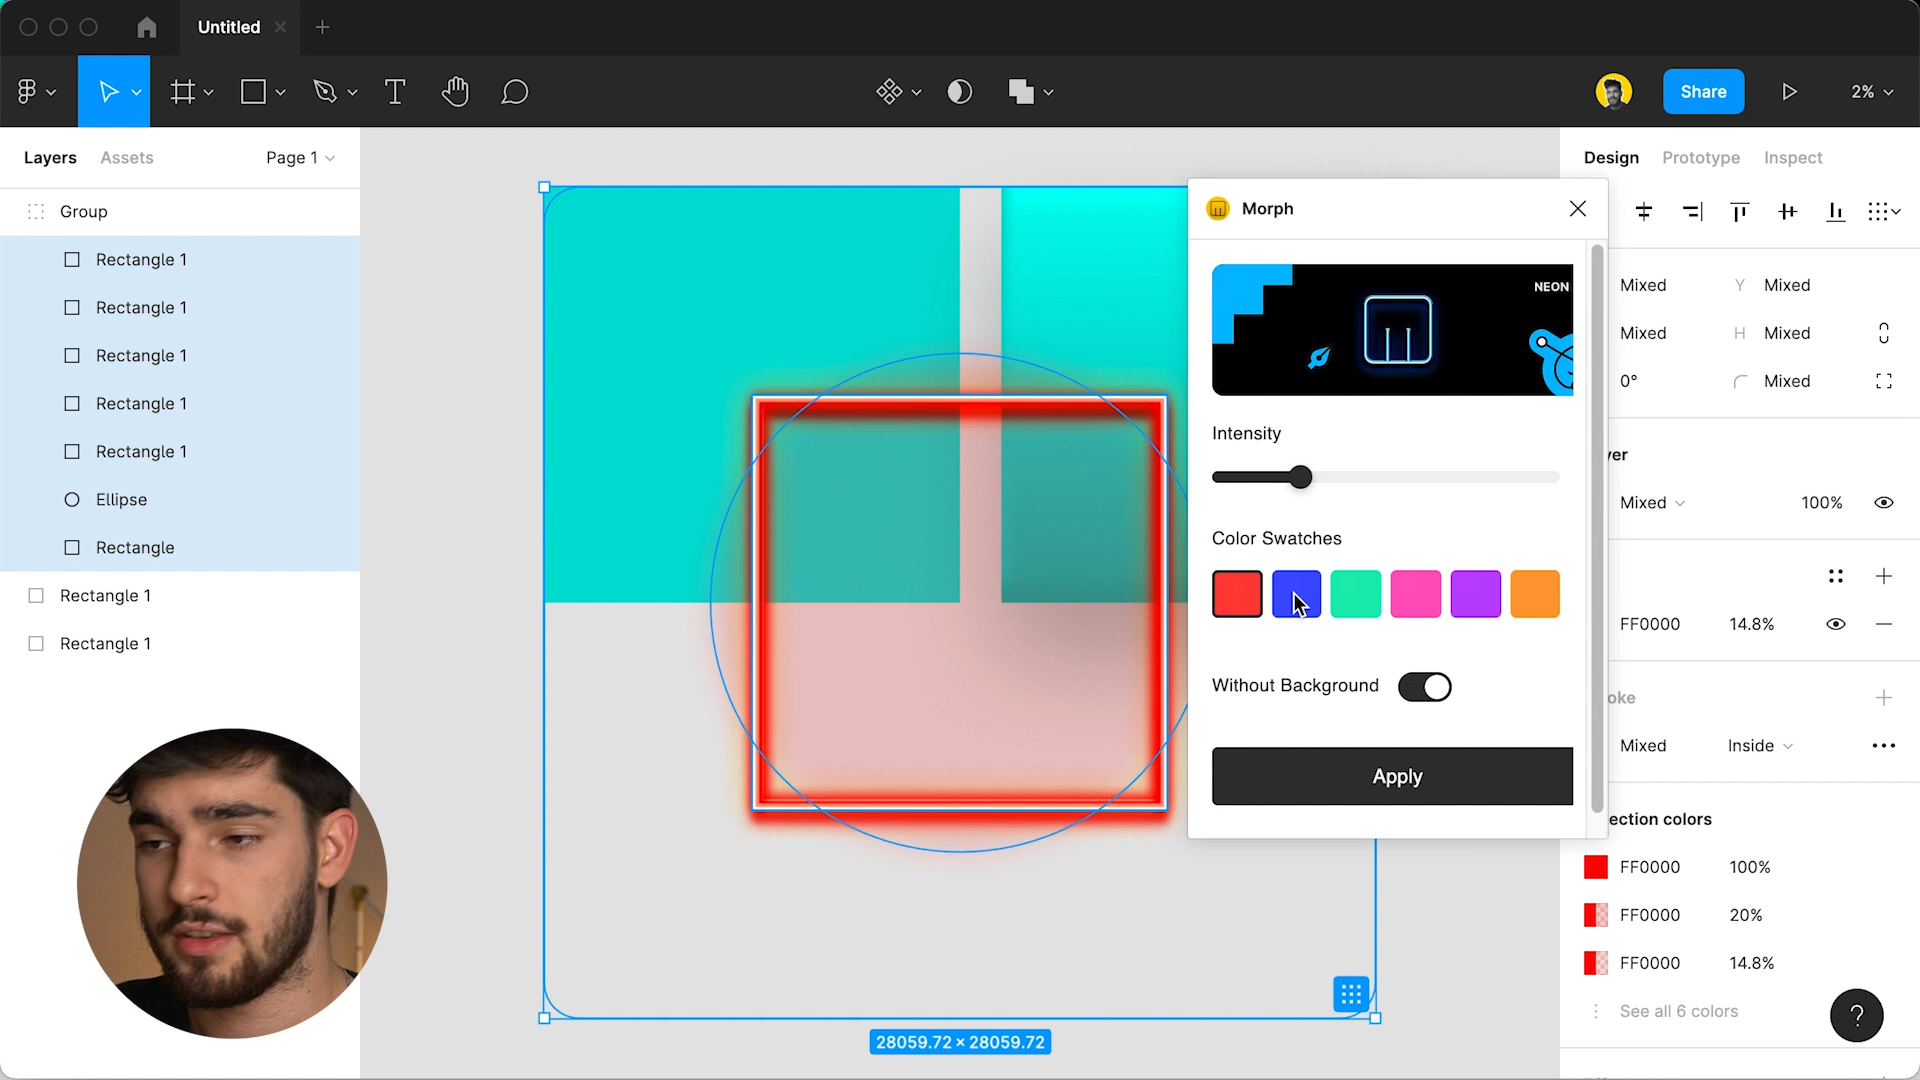 Untitled
Share
2%
Layers
Assets
Page 1
Group
Rectangle 1
Rectangle 1
Rectangle 1
Rectangle 1
Rectangle 1
Ellipse
Rectangle
Rectangle 1
Rectangle 1
28059.72 × 28059.72
Morph
NEON
Intensity
Color Swatches
Without Background
Apply
Design
Prototype
Inspect
Mixed
Y
Mixed
Mixed
H
Mixed
0°
Mixed
yer
Mixed
100%
FF0000
14.8%
oke
Mixed
Inside
ection colors
FF0000
100%
FF0000
20%
FF0000
14.8%
See all 6 colors
?